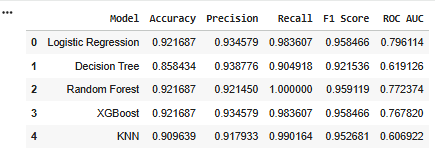 Model Accuracy Precision Recall F1 Score ROC AUC
0 Logistic Regression 0.921687 0.934579 0.983607 0.958466 0.796114
1 Decision Tree 0.858434 0.938776 0.904918 0.921536 0.619126
2 Random Forest 0.921687 0.921450 1.000000 0.959119 0.772374
3 XGBoost 0.921687 0.934579 0.983607 0.958466 0.767820
4 KNN 0.909639 0.917933 0.990164 0.952681 0.606922